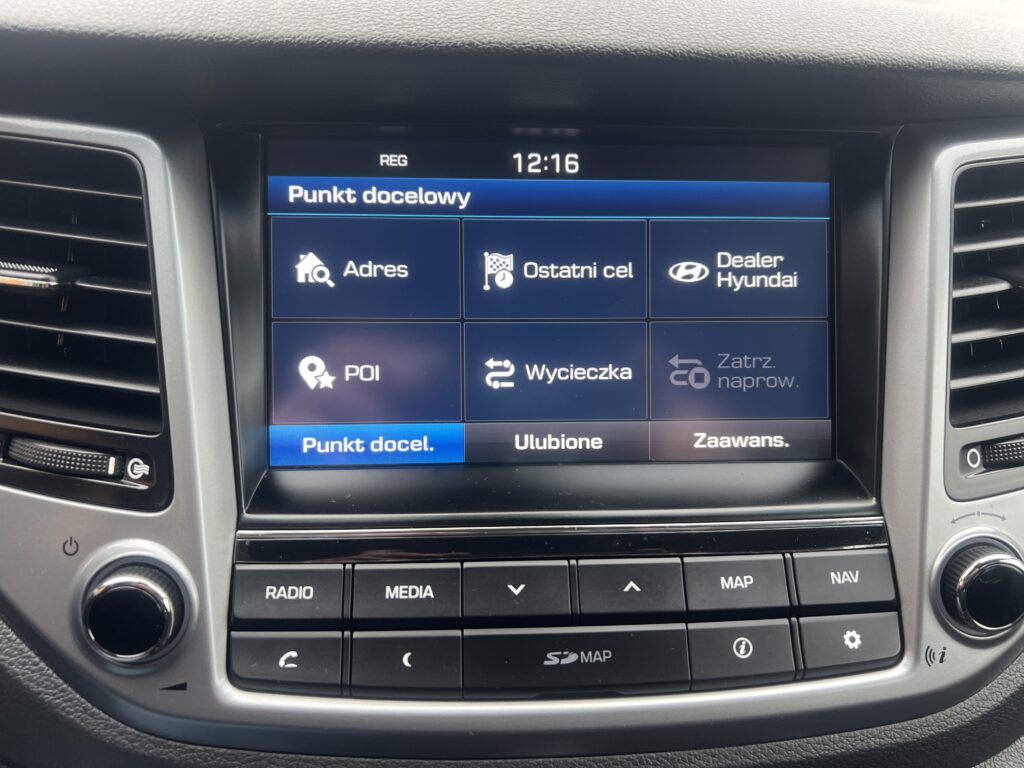 REG 12:16
Punkt docelowy
Adres
Ostatni cel
Dealer
Hyundai
POI
Wycieczka
Zatrz.
naprow.
Punkt docel.
Ulubione
Zaawans.
RADIO
MEDIA
MAP
NAV
SD MAP
i
i